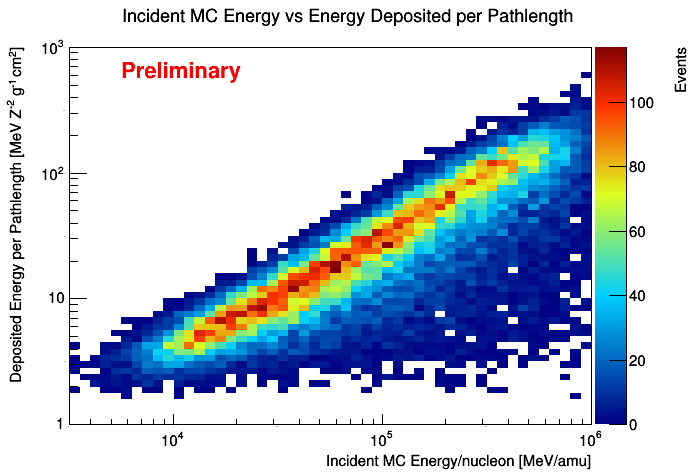 Incident MC Energy vs Energy Deposited per Pathlength
Preliminary
Events
Deposited Energy per Pathlength [MeV Z⁻² g⁻¹ cm²]
10³
10²
10
1
10⁴
10⁵
10⁶
Incident MC Energy/nucleon [MeV/amu]
100
80
60
40
20
0